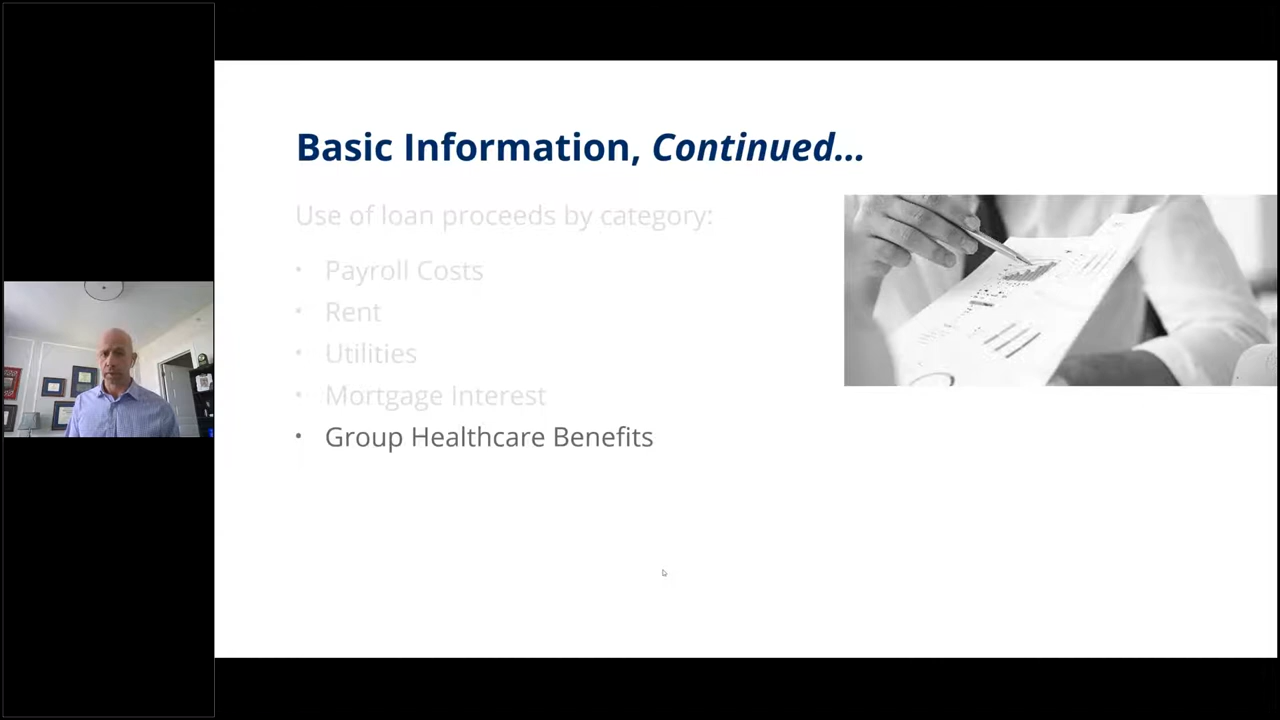 Basic Information, Continued...
Use of loan proceeds by category:
• Payroll Costs
• Rent
• Utilities
• Mortgage Interest
• Group Healthcare Benefits